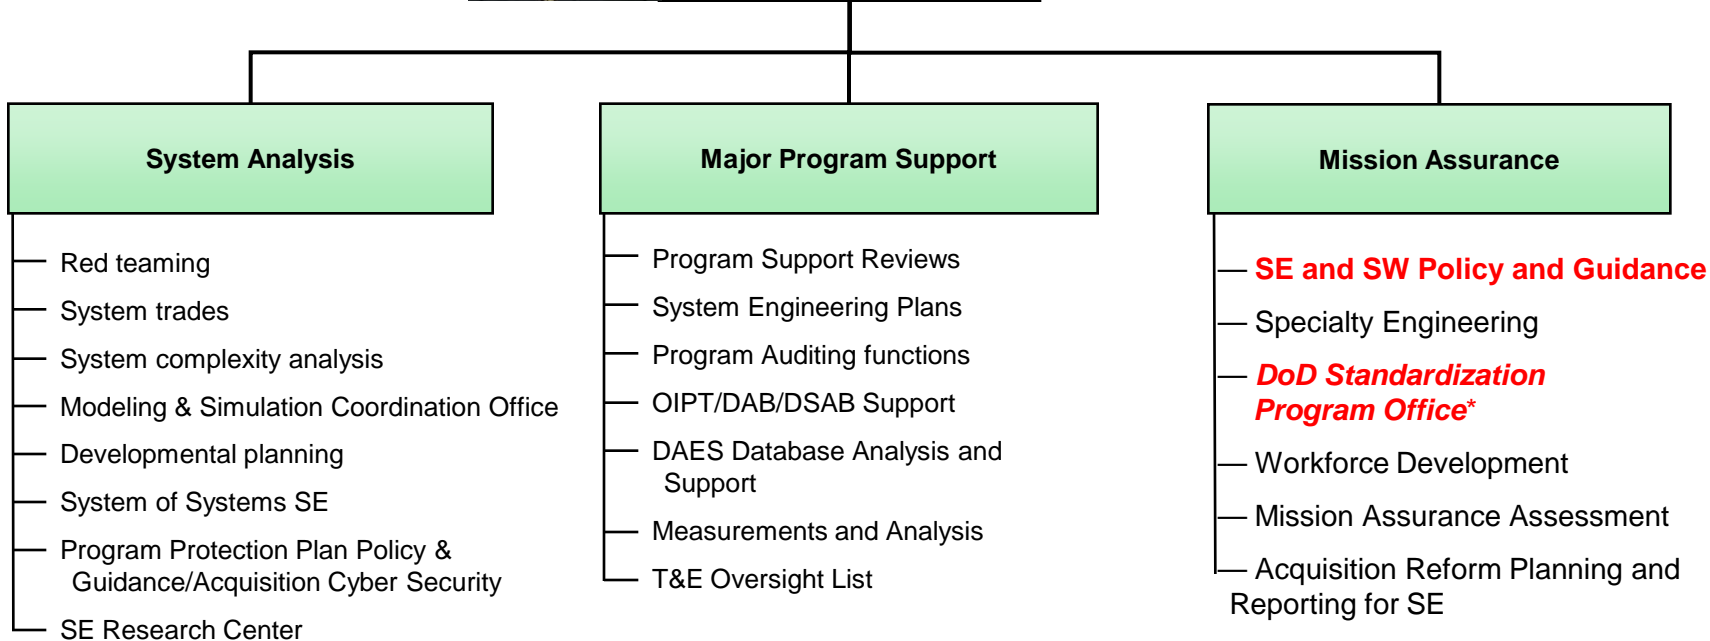 System Analysis
Red teaming
System trades
System complexity analysis
Modeling & Simulation Coordination Office
Developmental planning
System of Systems SE
Program Protection Plan Policy &
Guidance/Acquisition Cyber Security
SE Research Center
Major Program Support
Program Support Reviews
System Engineering Plans
Program Auditing functions
OIPT/DAB/DSAB Support
DAES Database Analysis and
Support
Measurements and Analysis
T&E Oversight List
Mission Assurance
— SE and SW Policy and Guidance
— Specialty Engineering
— DoD Standardization
Program Office*
— Workforce Development
— Mission Assurance Assessment
— Acquisition Reform Planning and
Reporting for SE